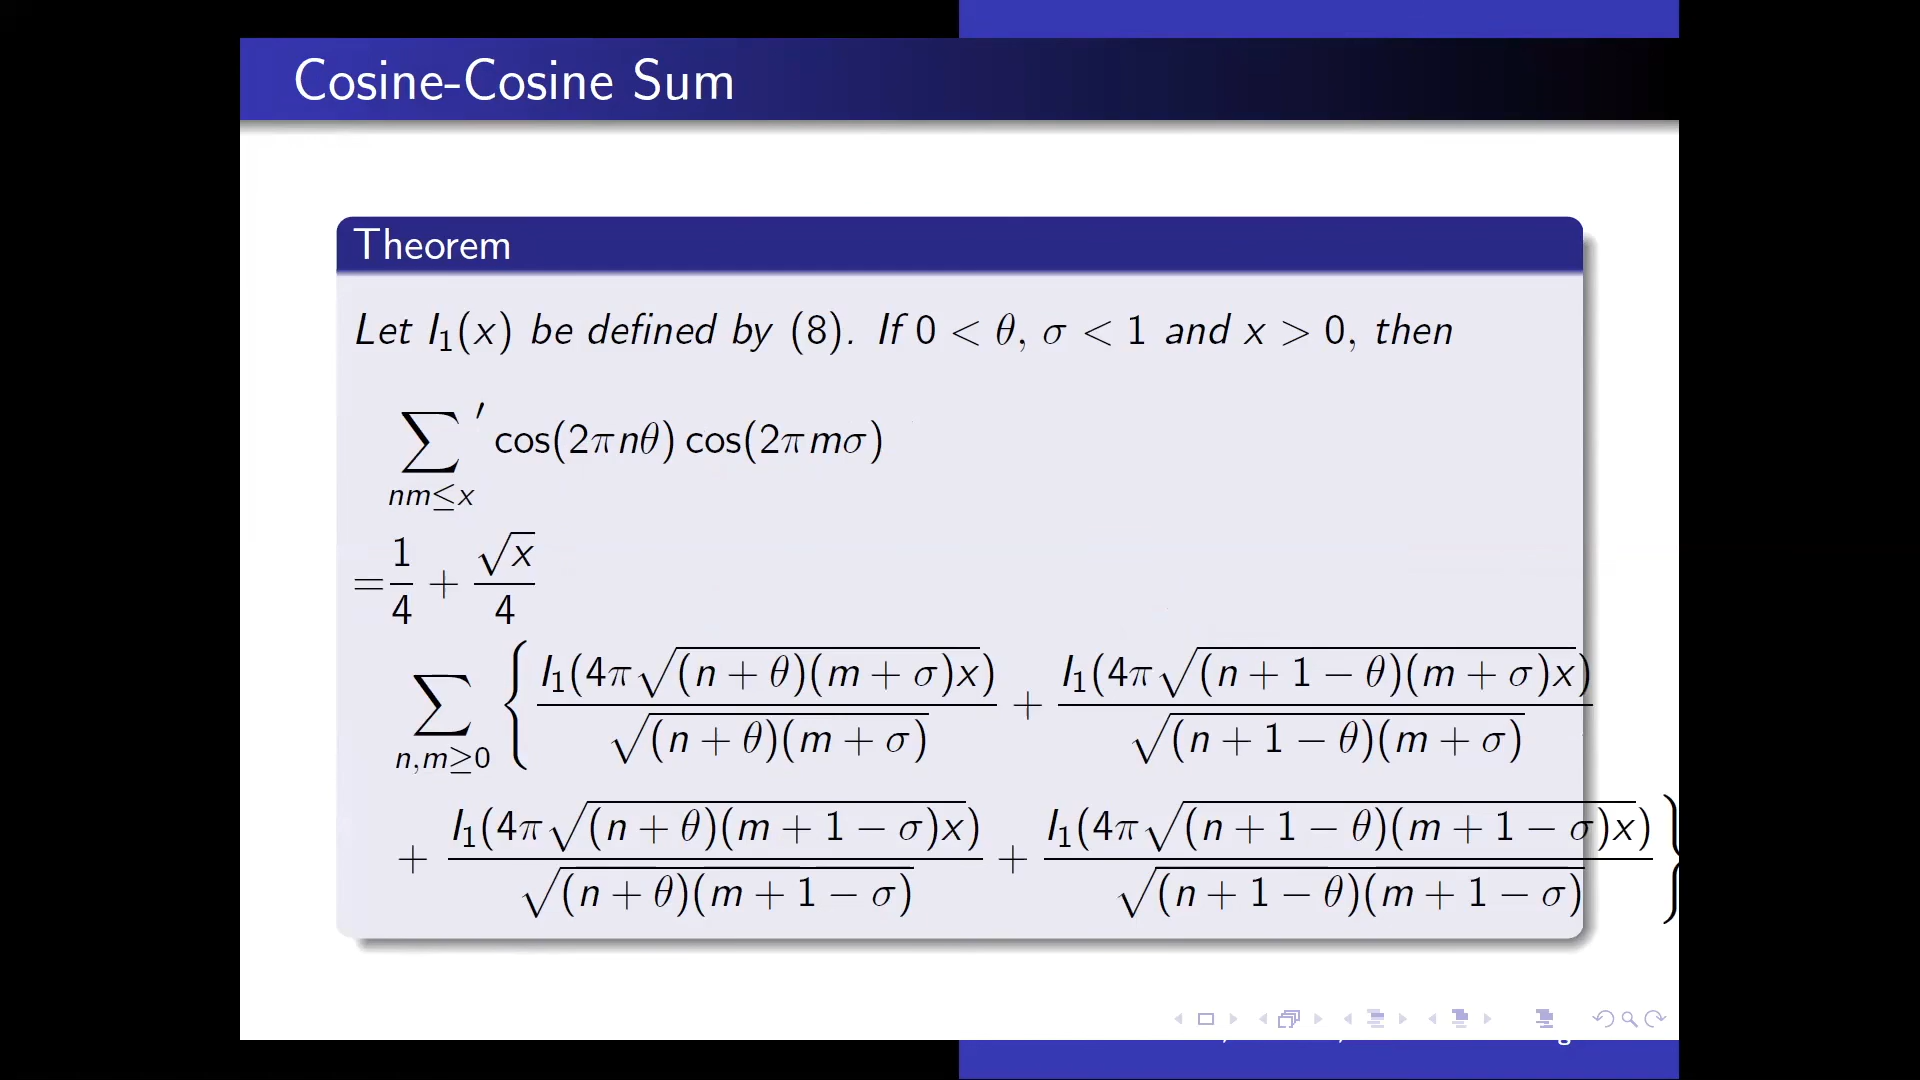 Cosine-Cosine Sum
Theorem
Let I₁(x) be defined by (8). If 0 < θ, σ < 1 and x > 0, then
∑′_{nm≤x} cos(2πnθ) cos(2πmσ)
= 1/4 + √x/4
∑_{n,m≥0} { I₁(4π√((n + θ)(m + σ)x)) / √((n + θ)(m + σ)) + I₁(4π√((n + 1 − θ)(m + σ)x)) / √((n + 1 − θ)(m + σ))
+ I₁(4π√((n + θ)(m + 1 − σ)x)) / √((n + θ)(m + 1 − σ)) + I₁(4π√((n + 1 − θ)(m + 1 − σ)x)) / √((n + 1 − θ)(m + 1 − σ)) }